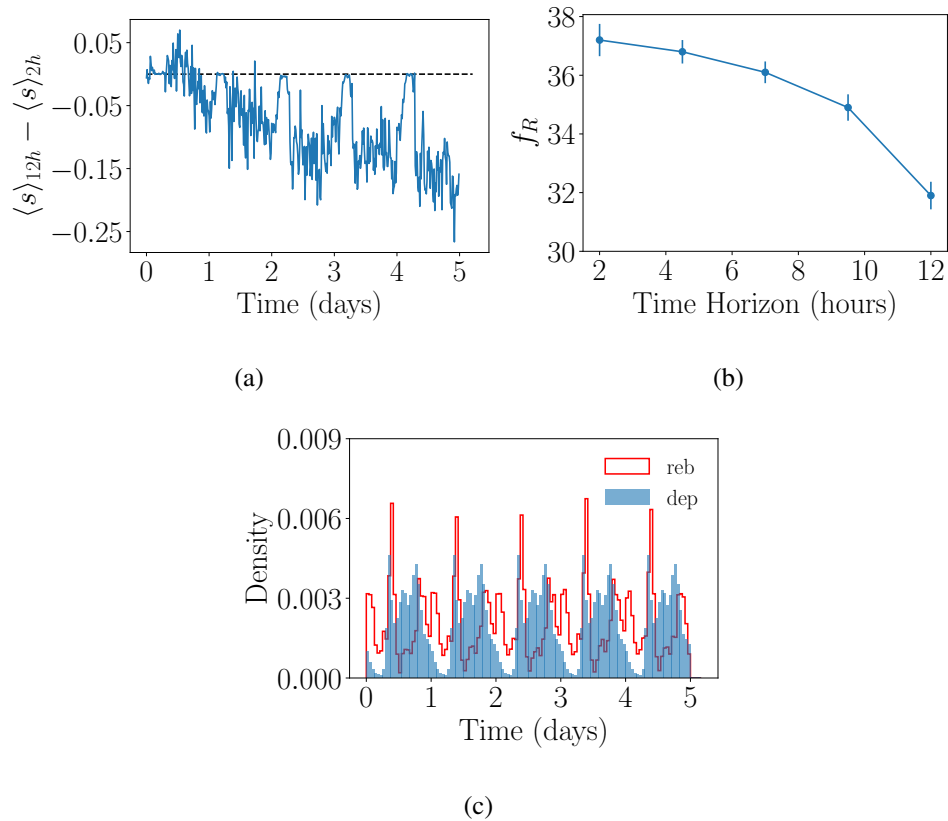 0.05
−0.05
−0.15
−0.25
⟨s⟩12h − ⟨s⟩2h
0 1 2 3 4 5
Time (days)
(a)
38
36
34
32
30
f_R
2 4 6 8 10 12
Time Horizon (hours)
(b)
0.009
0.006
0.003
0.000
Density
reb
dep
0 1 2 3 4 5
Time (days)
(c)